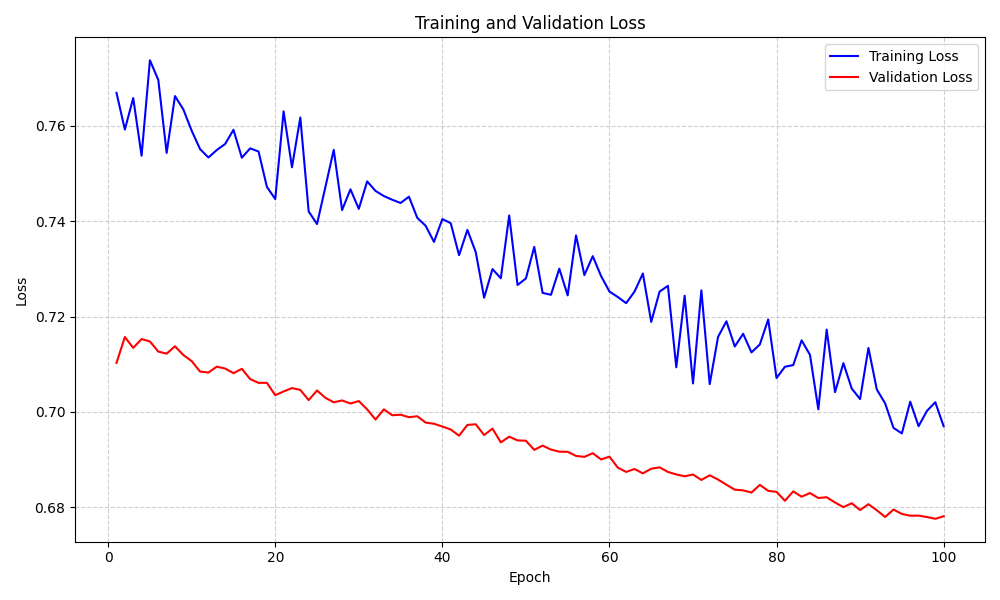 Training and Validation Loss
Training Loss
Validation Loss
0.76
0.74
0.72
0.70
0.68
Loss
0
20
40
60
80
100
Epoch